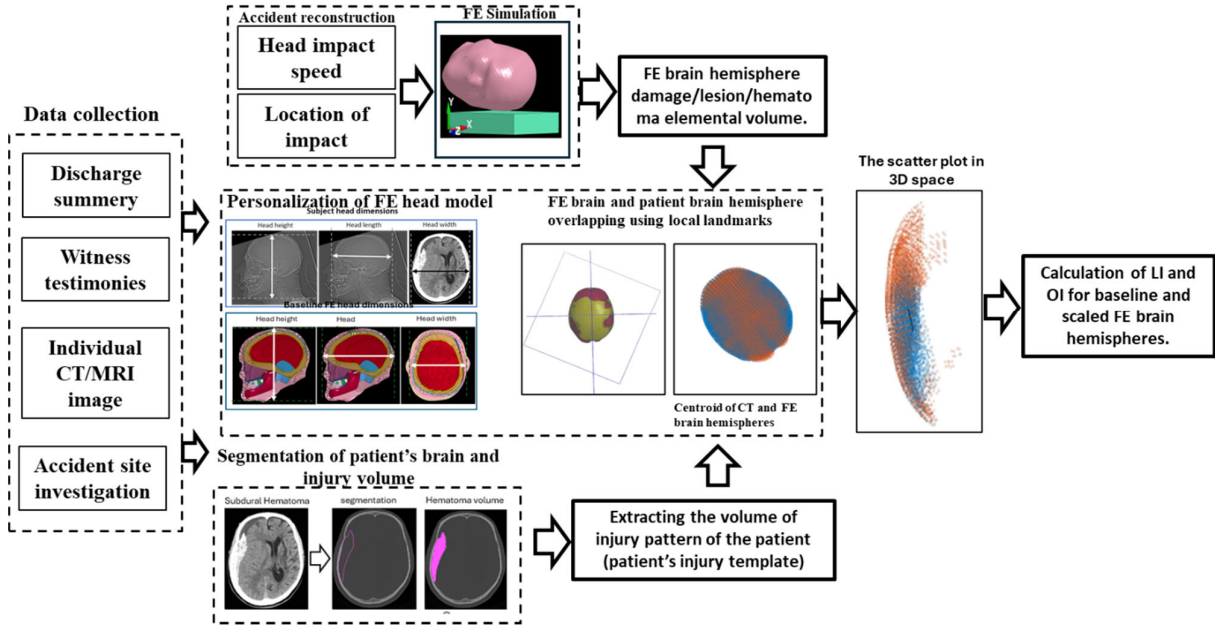 Data collection
Discharge
summary
Witness
testimonies
Individual
CT/MRI
image
Accident site
investigation
Accident reconstruction
Head impact
speed
Location of
impact
FE Simulation
Y
X
Z
FE brain hemisphere
damage/lesion/hemato
ma elemental volume.
Personalization of FE head model
Subject head dimensions
Head height
Head length
Head width
Baseline FE head dimensions
Head height
Head
Head width
FE brain and patient brain hemisphere
overlapping using local landmarks
Centroid of CT and FE
brain hemispheres
Segmentation of patient's brain and
injury volume
Subdural Hematoma
segmentation
Hematoma volume
Extracting the volume of
injury pattern of the patient
(patient's injury template)
The scatter plot in
3D space
Calculation of LI and
OI for baseline and
scaled FE brain
hemispheres.